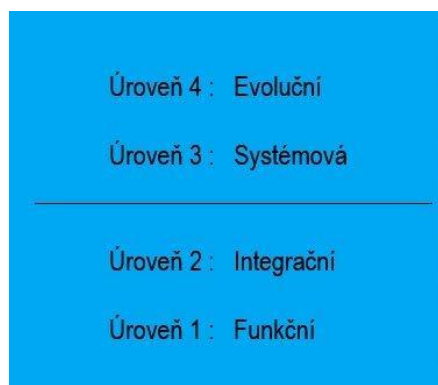 Úroveň 4 : Evoluční
Úroveň 3 : Systémová
Úroveň 2 : Integrační
Úroveň 1 : Funkční